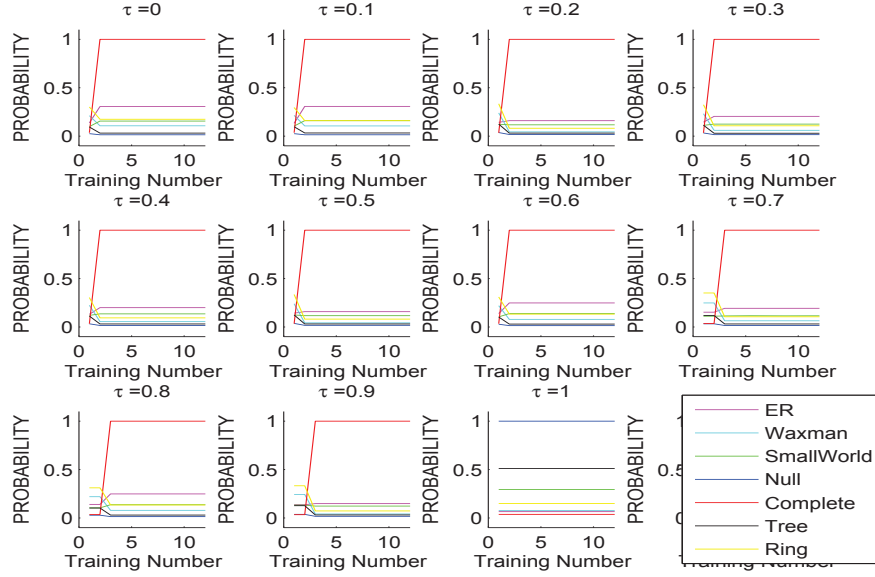 τ =0 τ =0.1 τ =0.2 τ =0.3
1 1 1 1
0.5 0.5 0.5 0.5
0 0 0 0
PROBABILITY PROBABILITY PROBABILITY PROBABILITY
0 5 10 0 5 10 0 5 10 0 5 10
Training Number Training Number Training Number Training Number
τ =0.4 τ =0.5 τ =0.6 τ =0.7
1 1 1 1
0.5 0.5 0.5 0.5
0 0 0 0
PROBABILITY PROBABILITY PROBABILITY PROBABILITY
0 5 10 0 5 10 0 5 10 0 5 10
Training Number Training Number Training Number Training Number
τ =0.8 τ =0.9 τ =1
1 1 1
0.5 0.5 0.5
0 0 0
PROBABILITY PROBABILITY PROBABILITY PROBABILITY
0 5 10 0 5 10 0 5 10
Training Number Training Number Training Number Training Number
ER
Waxman
SmallWorld
Null
Complete
Tree
Ring